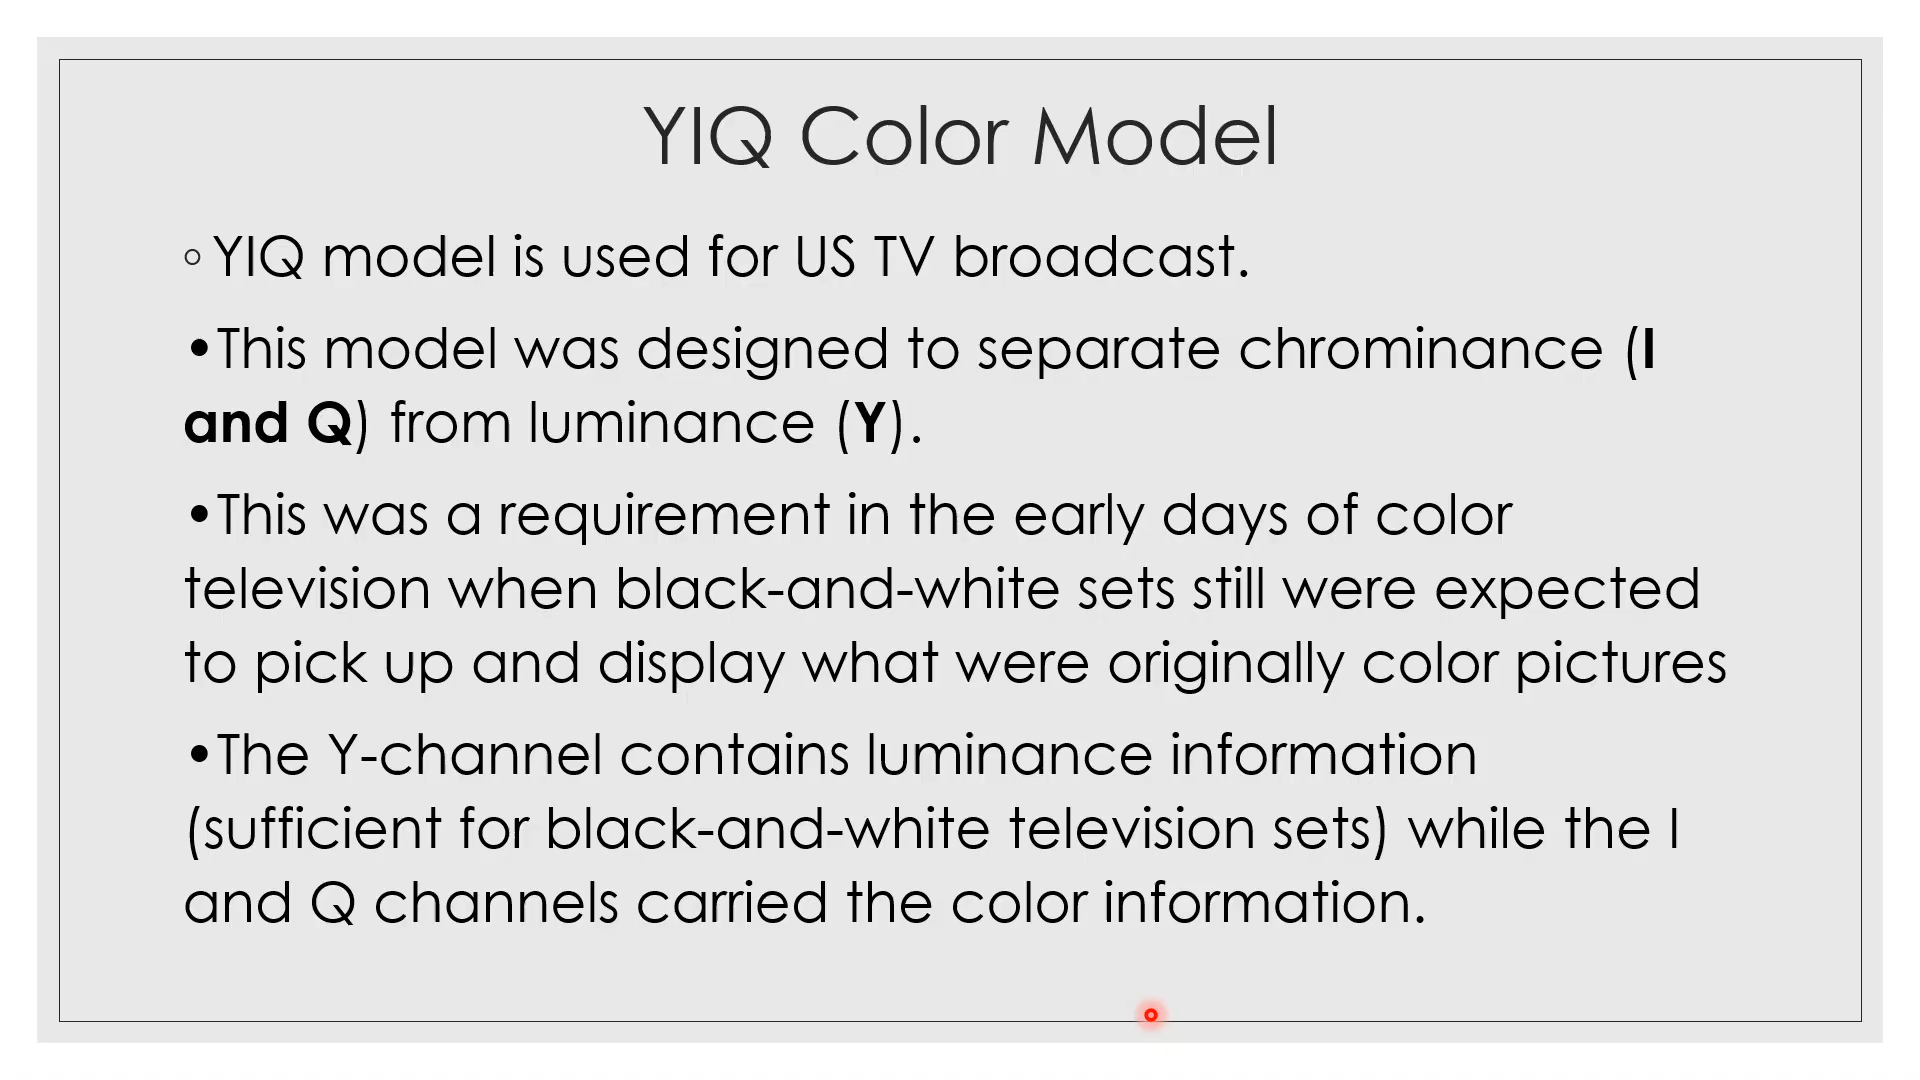 YIQ Color Model
◦ YIQ model is used for US TV broadcast.
•This model was designed to separate chrominance (I
and Q) from luminance (Y).
•This was a requirement in the early days of color
television when black-and-white sets still were expected
to pick up and display what were originally color pictures
•The Y-channel contains luminance information
(sufficient for black-and-white television sets) while the I
and Q channels carried the color information.